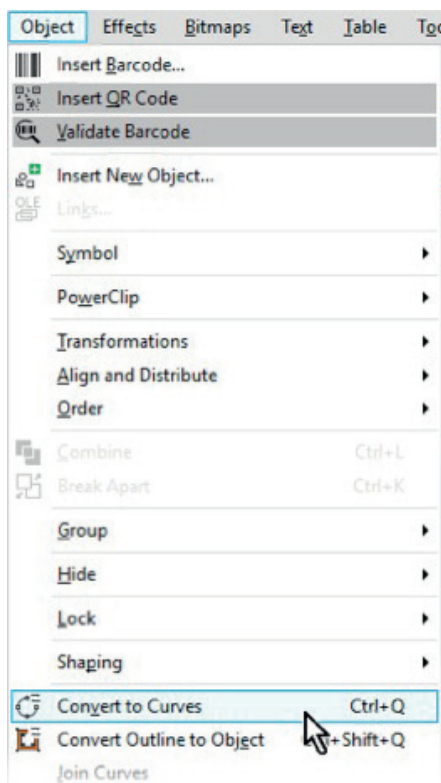 Object Effects Bitmaps Text Table
Insert Barcode...
Insert QR Code
Validate Barcode
Insert New Object...
OLE Links...
Symbol
PowerClip
Transformations
Align and Distribute
Order
Combine Ctrl+L
Break Apart Ctrl+K
Group
Hide
Lock
Shaping
Convert to Curves Ctrl+Q
Convert Outline to Object +Shift+Q
Join Curves